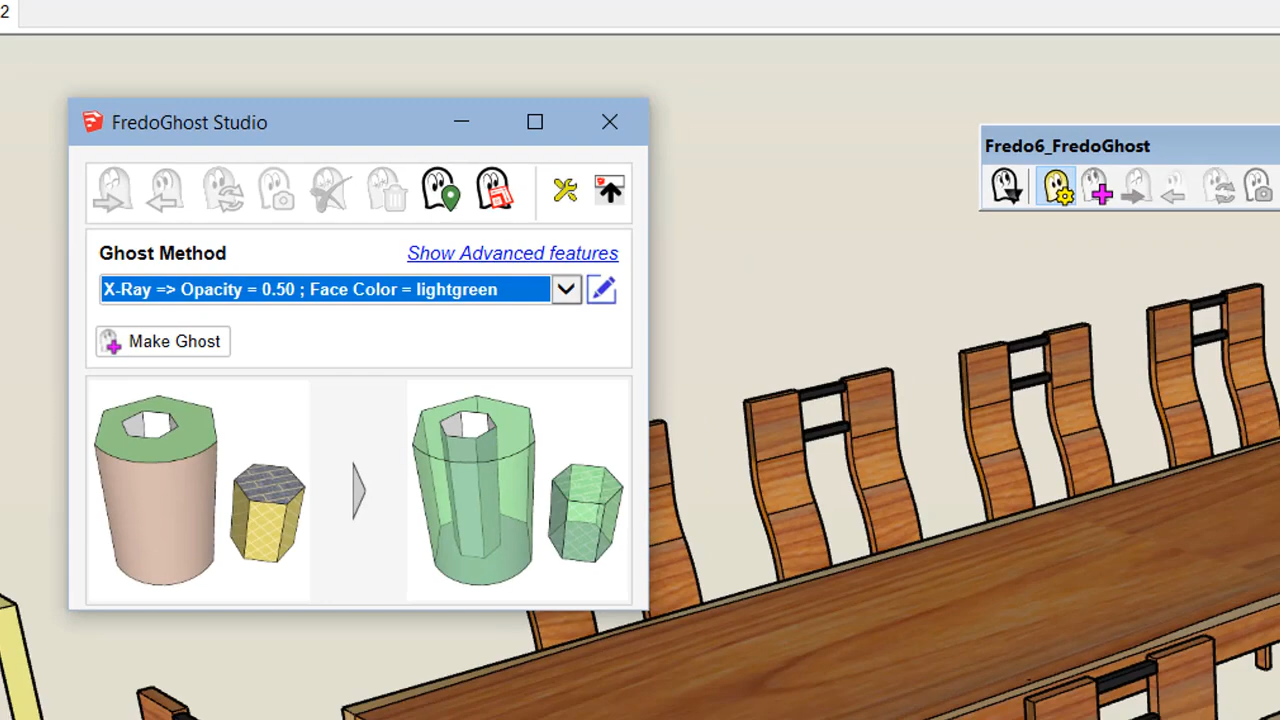 2
FredoGhost Studio
Fredo6_FredoGhost
Ghost Method
Show Advanced features
X-Ray => Opacity = 0.50 ; Face Color = lightgreen
Make Ghost